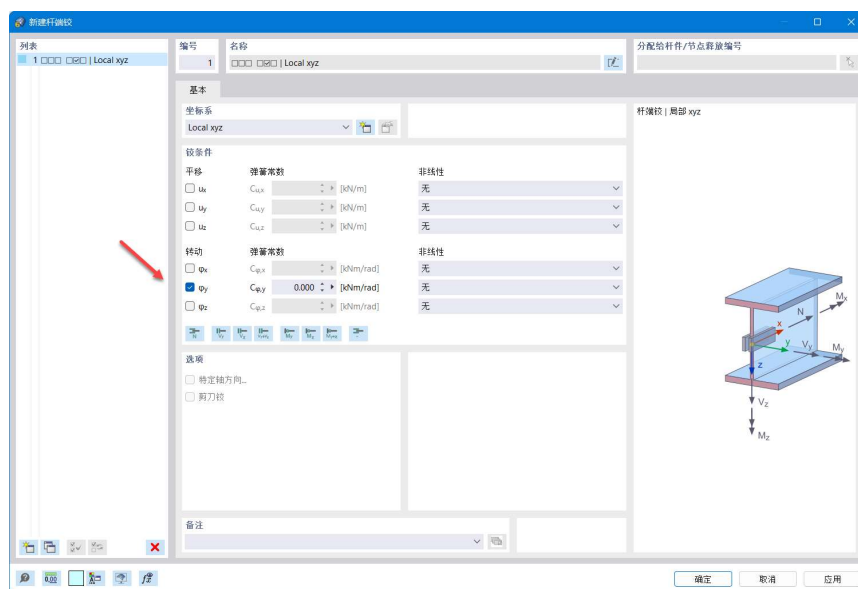 新建杆端铰
列表
1 □□□ □☑□ | Local xyz
编号
1
名称
□□□ □☑□ | Local xyz
分配给杆件/节点释放编号
基本
坐标系
Local xyz
铰条件
平移 弹簧常数 非线性
ux Cu,x [kN/m] 无
uy Cu,y [kN/m] 无
uz Cu,z [kN/m] 无
转动 弹簧常数 非线性
φx Cφ,x [kNm/rad] 无
φy Cφ,y 0.000 [kNm/rad] 无
φz Cφ,z [kNm/rad] 无
选项
特定轴方向...
剪刀铰
备注
杆端铰 | 局部 xyz
Mx
N
x
y
Vy
My
z
Vz
Mz
0,00
确定 取消 应用